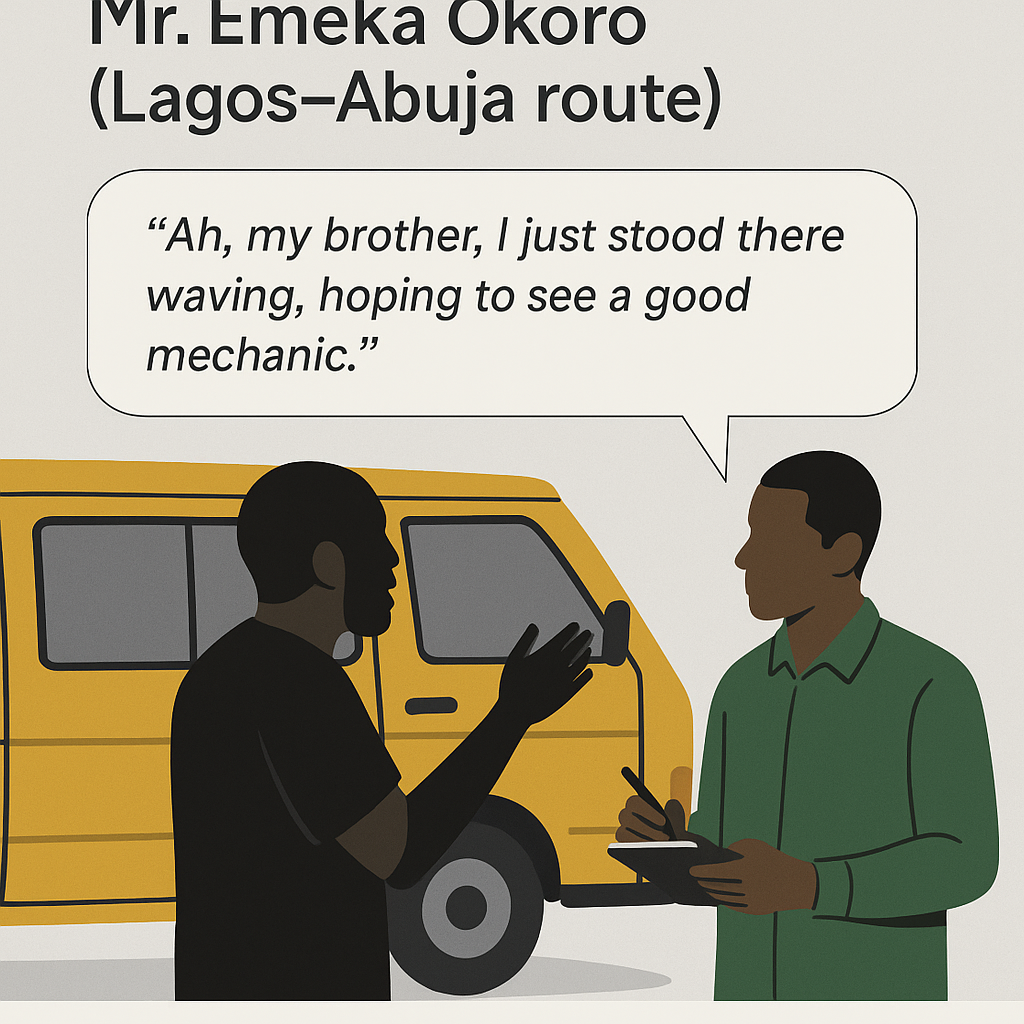 Mr. Emeka Okoro
(Lagos–Abuja route)
“Ah, my brother, I just stood there
waving, hoping to see a good
mechanic.”